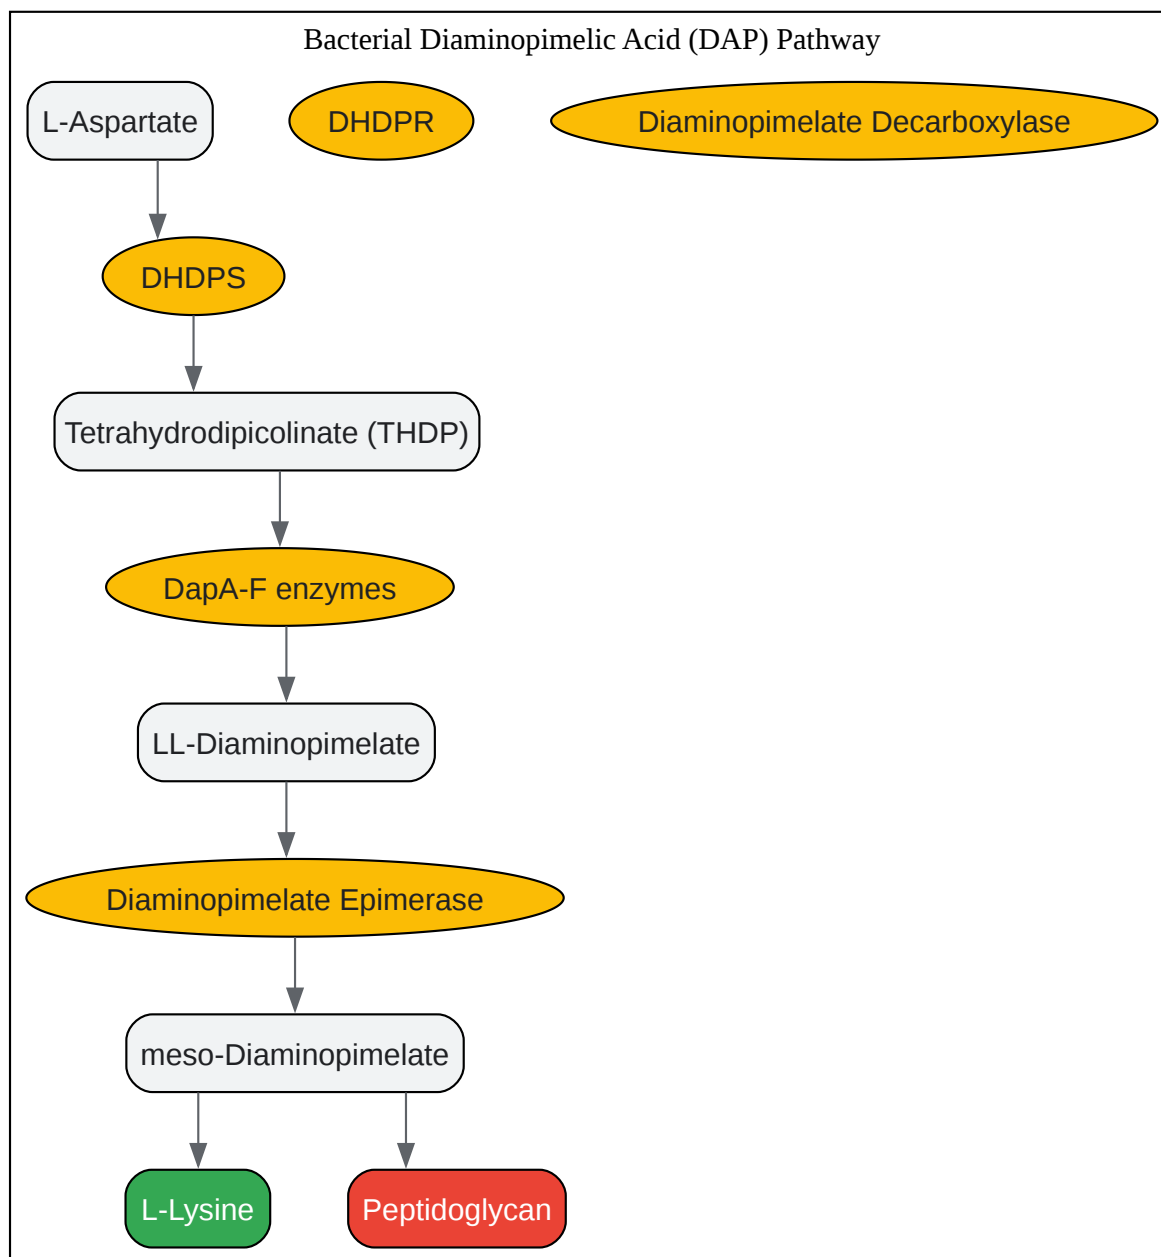 Bacterial Diaminopimelic Acid (DAP) Pathway
L-Aspartate
DHDPR
Diaminopimelate Decarboxylase
DHDPS
Tetrahydrodipicolinate (THDP)
DapA-F enzymes
LL-Diaminopimelate
Diaminopimelate Epimerase
meso-Diaminopimelate
L-Lysine
Peptidoglycan